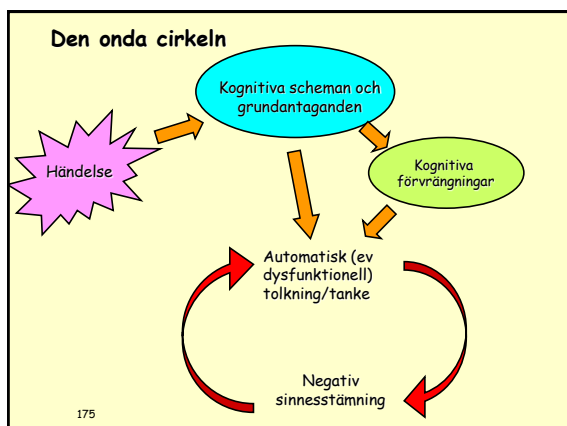 Den onda cirkeln
Kognitiva scheman och
grundantaganden
Händelse
Kognitiva
förvrängningar
Automatisk (ev
dysfunktionell)
tolkning/tanke
Negativ
sinnesstämning
175